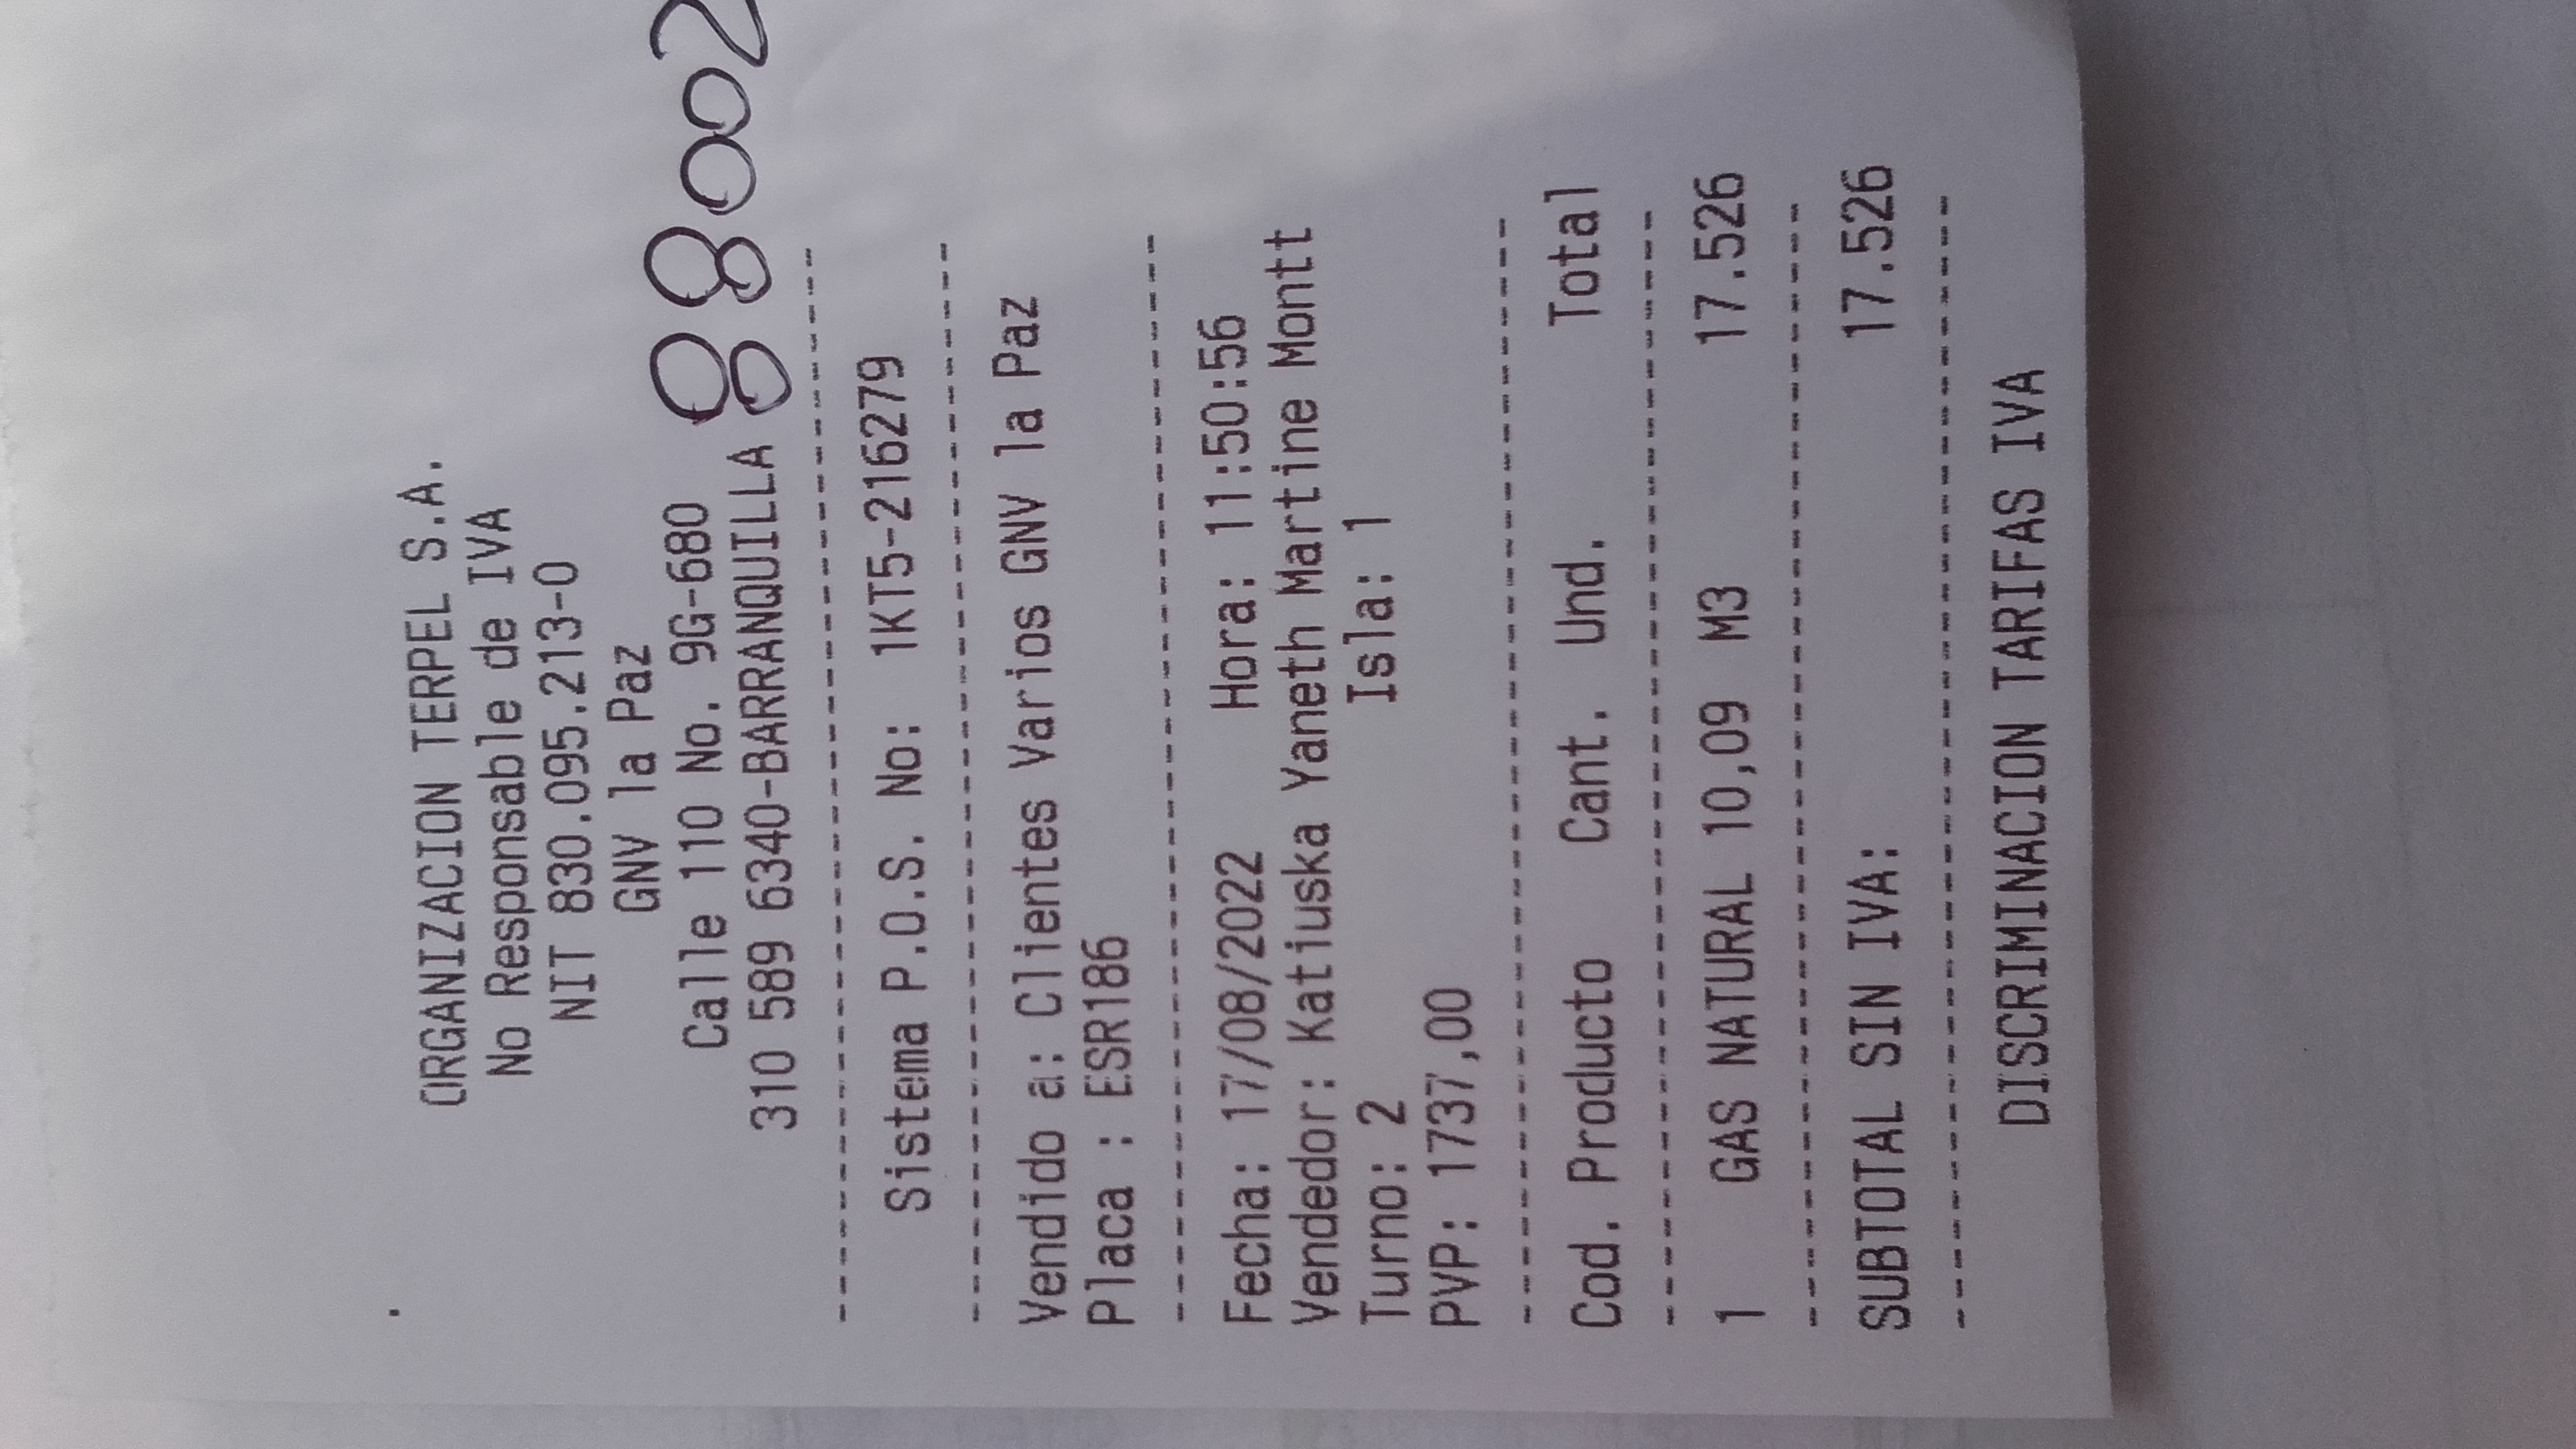 ORGANIZACION TERPEL S.A.
No Responsable de IVA
NIT 830.095.213-0
GNV la Paz
Calle 110 No. 9G-680
310 589 6340-BARRANQUILLA
88002
Sistema P.O.S. No: 1KT5-216279
Vendido a: Clientes Varios GNV la Paz
Placa : ESR186
Fecha: 17/08/2022 Hora: 11:50:56
Vendedor: Katiuska Yaneth Martine Montt
Turno: 2 Isla: 1
PVP: 1737,00
Cod. Producto Cant. Und. Total
1 GAS NATURAL 10,09 M3 17.526
SUBTOTAL SIN IVA: 17.526
DISCRIMINACION TARIFAS IVA